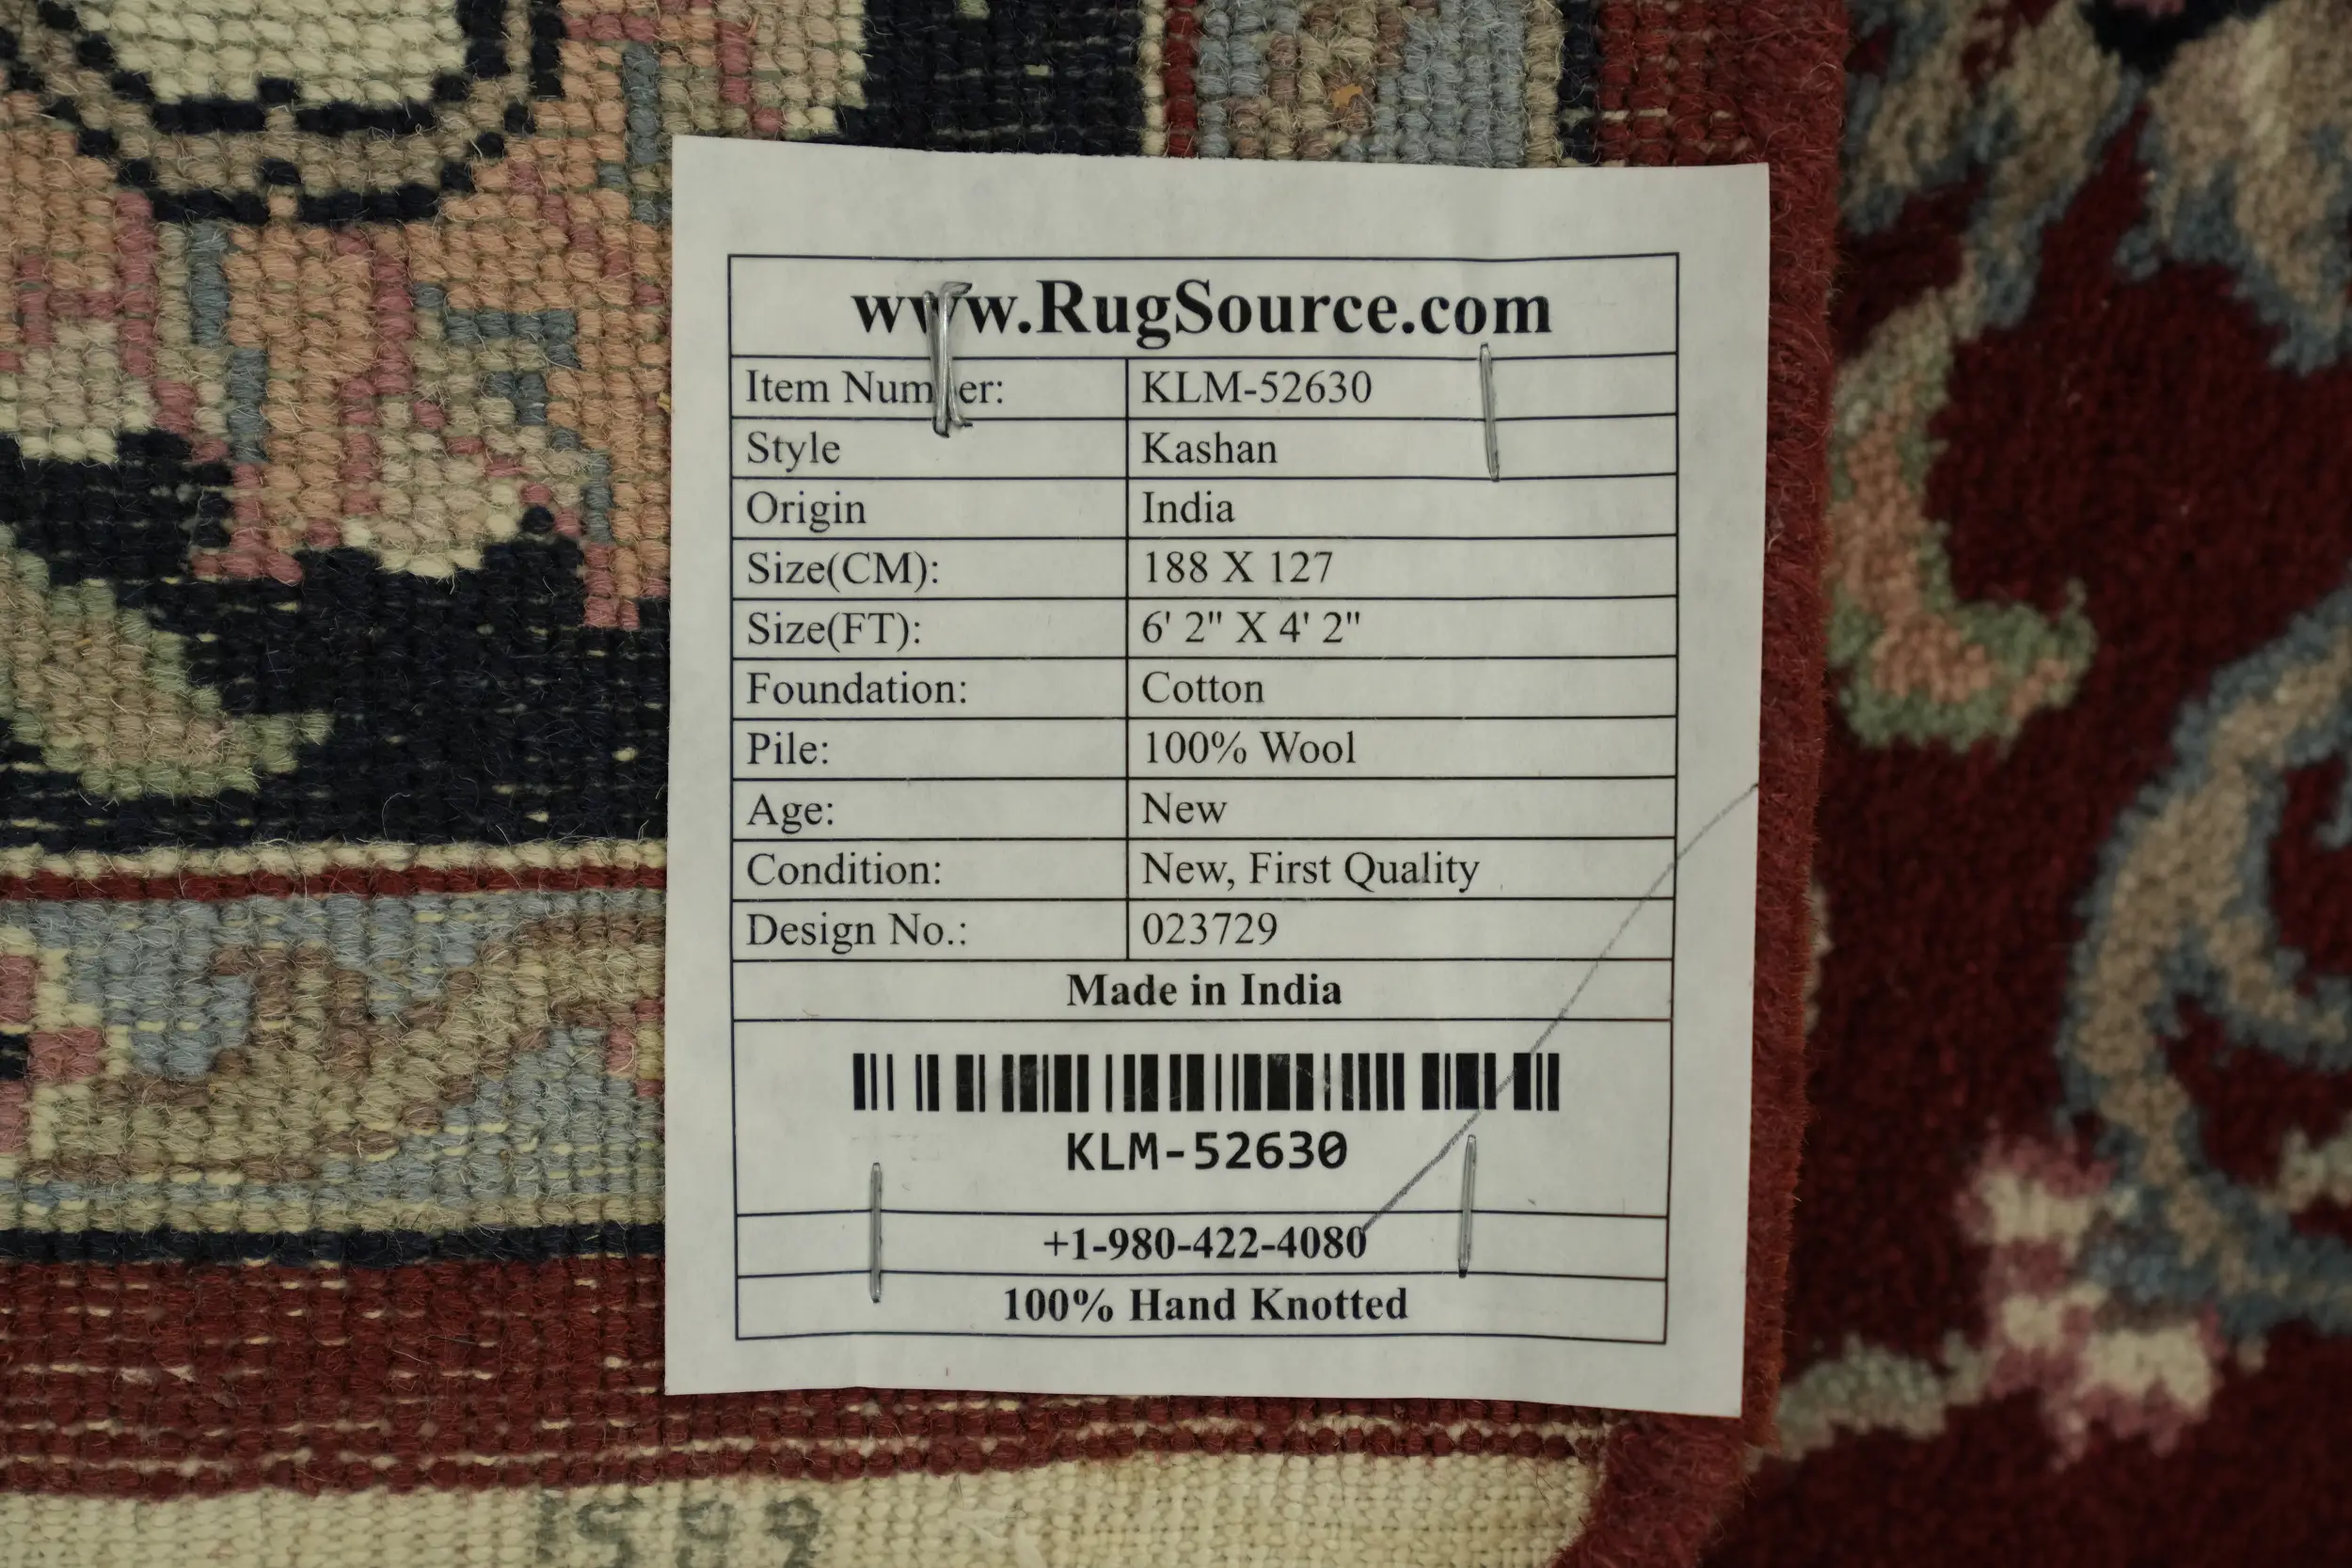 www.RugSource.com
Item Number: KLM-52630
Style Kashan
Origin India
Size(CM): 188 X 127
Size(FT): 6' 2" X 4' 2"
Foundation: Cotton
Pile: 100% Wool
Age: New
Condition: New, First Quality
Design No.: 023729
Made in India
KLM-52630
+1-980-422-4080
100% Hand Knotted